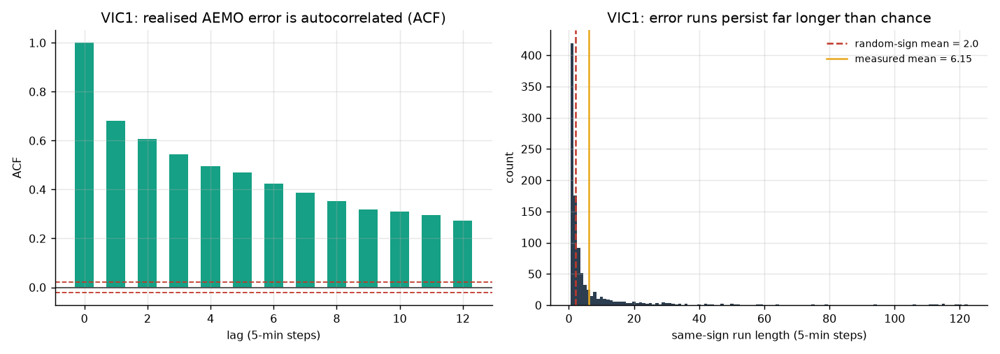 VIC1: realised AEMO error is autocorrelated (ACF)
1.0
0.8
0.6
0.4
0.2
0.0
ACF
0 2 4 6 8 10 12
lag (5-min steps)
VIC1: error runs persist far longer than chance
random-sign mean = 2.0
measured mean = 6.15
400
350
300
250
200
150
100
50
0
count
0 20 40 60 80 100 120
same-sign run length (5-min steps)